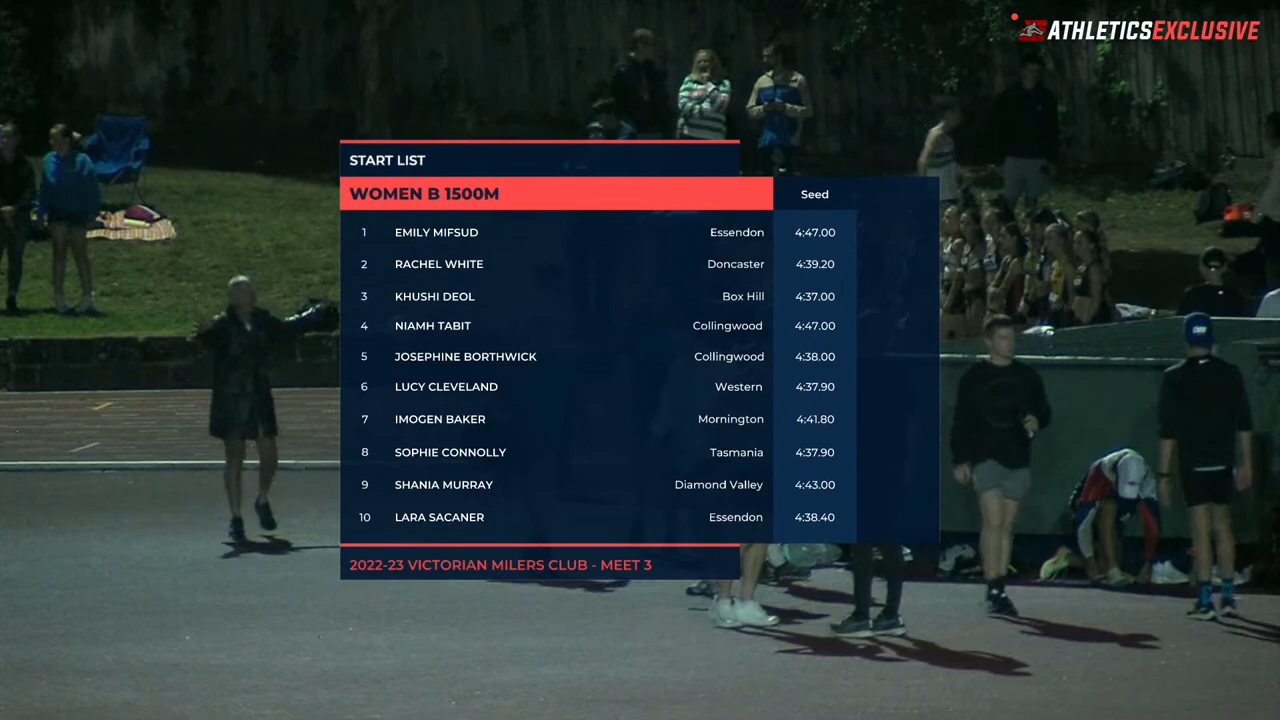 ATHLETICSEXCLUSIVE
START LIST
WOMEN B 1500M Seed
1 EMILY MIFSUD Essendon 4:47.00
2 RACHEL WHITE Doncaster 4:39.20
3 KHUSHI DEOL Box Hill 4:37.00
4 NIAMH TABIT Collingwood 4:47.00
5 JOSEPHINE BORTHWICK Collingwood 4:38.00
6 LUCY CLEVELAND Western 4:37.90
7 IMOGEN BAKER Mornington 4:41.80
8 SOPHIE CONNOLLY Tasmania 4:37.90
9 SHANIA MURRAY Diamond Valley 4:43.00
10 LARA SACANER Essendon 4:38.40
2022-23 VICTORIAN MILERS CLUB - MEET 3